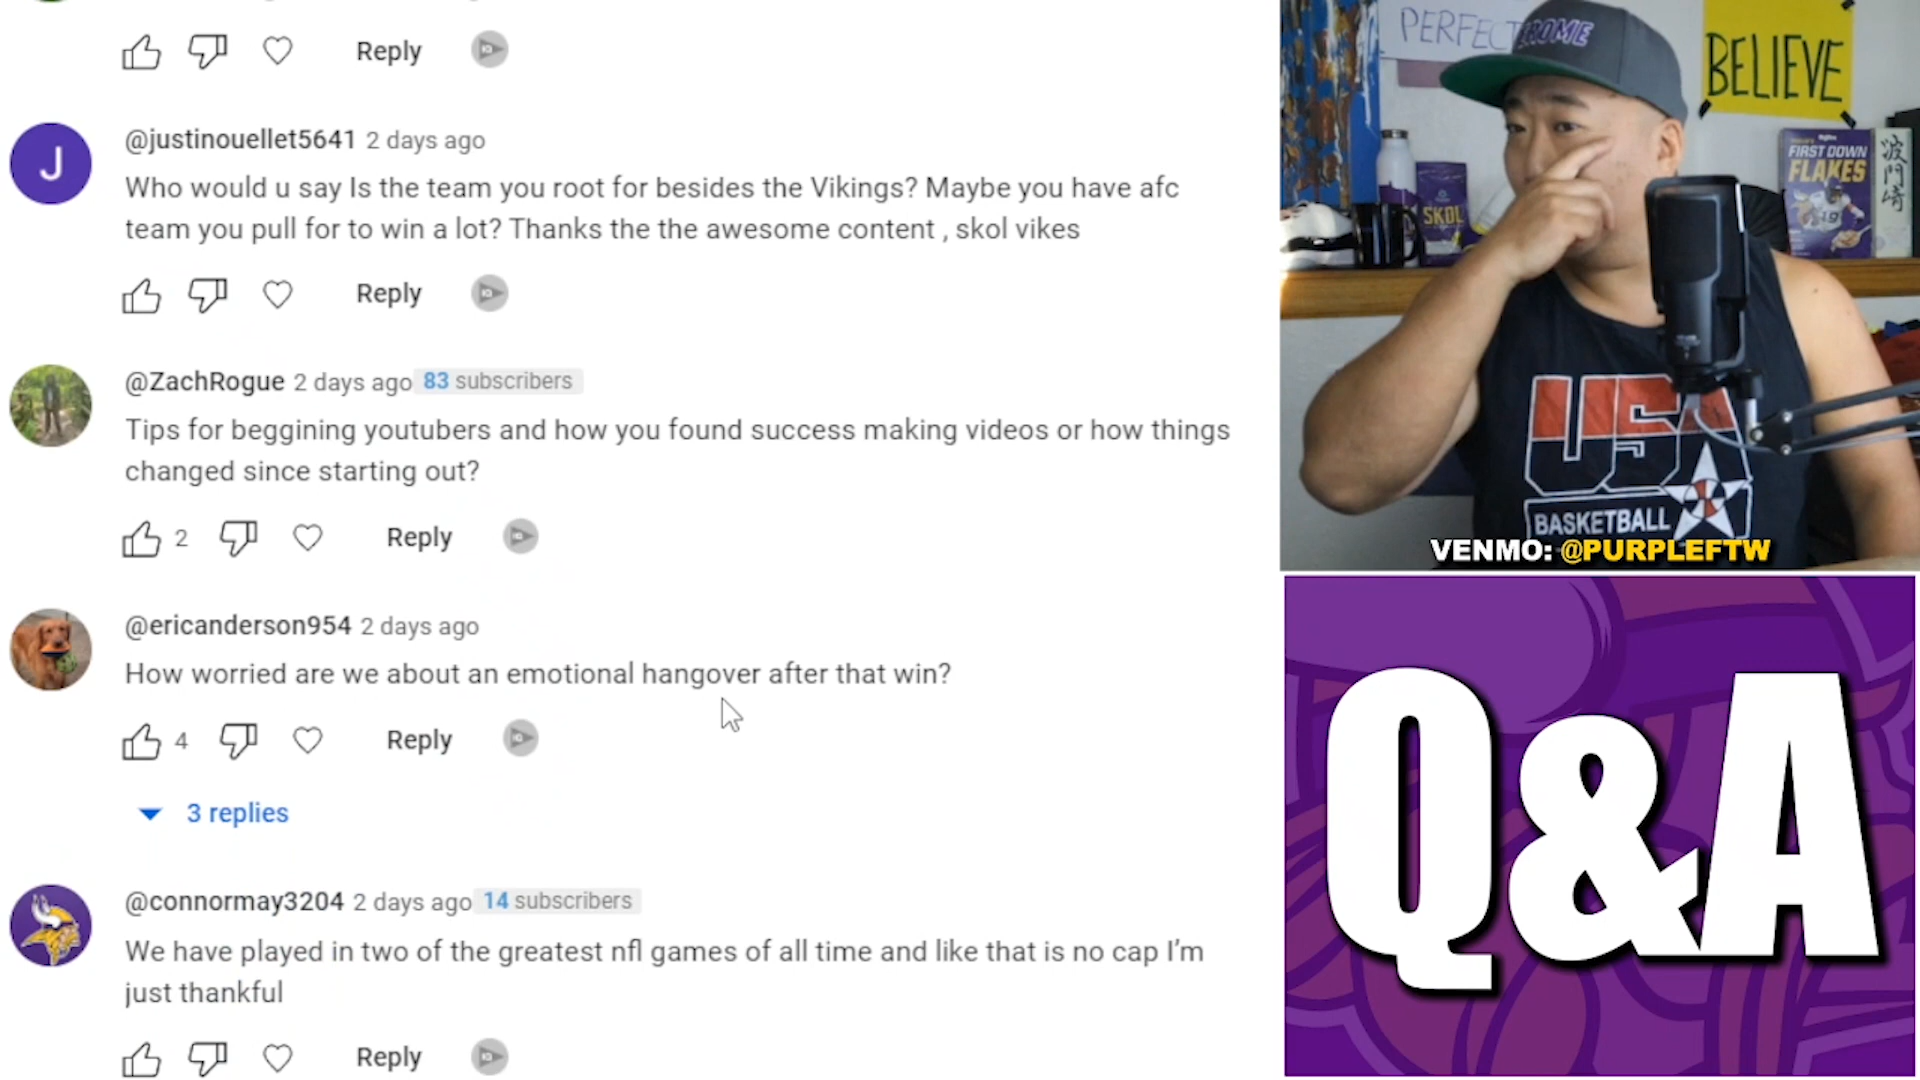 Reply
@justinouellet5641 2 days ago
Who would u say Is the team you root for besides the Vikings? Maybe you have afc
team you pull for to win a lot? Thanks the the awesome content , skol vikes
Reply
@ZachRogue 2 days ago 83 subscribers
Tips for beggining youtubers and how you found success making videos or how things
changed since starting out?
2 Reply
@ericanderson954 2 days ago
How worried are we about an emotional hangover after that win?
4 Reply
3 replies
@connormay3204 2 days ago 14 subscribers
We have played in two of the greatest nfl games of all time and like that is no cap I'm
just thankful
Reply
J
BELIEVE
FIRST DOWN
FLAKES
19
SKOL
USA
BASKETBALL
VENMO: @PURPLEFTW
Q&A